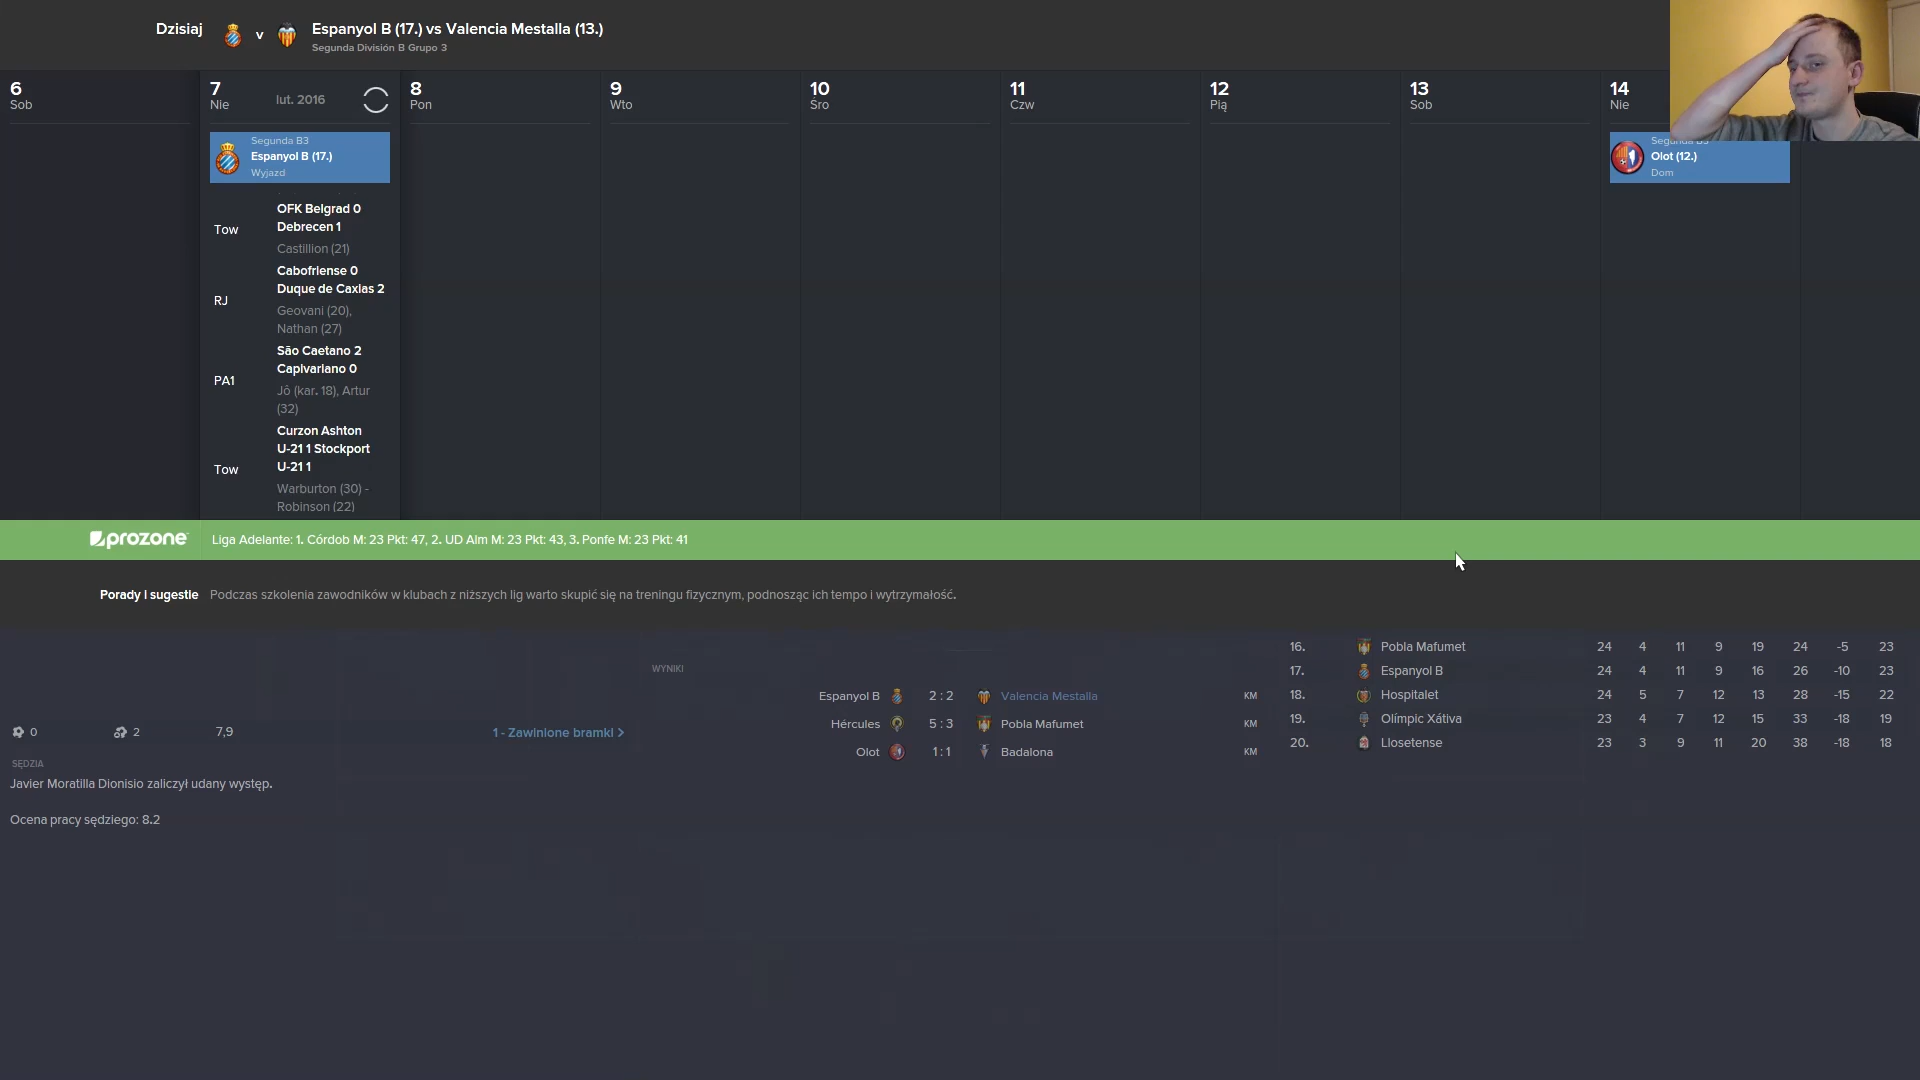 Dzisiaj
v
Espanyol B (17.) vs Valencia Mestalla (13.)
Segunda División B Grupo 3
6
Sob
7
Nie
lut. 2016
8
Pon
9
Wto
10
Śro
11
Czw
12
Pią
13
Sob
14
Nie
Segunda B3
Espanyol B (17.)
Wyjazd
Segunda B3
Olot (12.)
Dom
Tow
OFK Belgrad 0
Debrecen 1
Castillion (21)
RJ
Cabofriense 0
Duque de Caxias 2
Geovani (20),
Nathan (27)
PA1
São Caetano 2
Capivariano 0
Jô (kar. 18), Artur
(32)
Tow
Curzon Ashton
U-21 1 Stockport
U-21 1
Warburton (30) -
Robinson (22)
prozone
Liga Adelante: 1. Córdob M: 23 Pkt: 47, 2. UD Alm M: 23 Pkt: 43, 3. Ponfe M: 23 Pkt: 41
Porady i sugestie
Podczas szkolenia zawodników w klubach z niższych lig warto skupić się na treningu fizycznym, podnosząc ich tempo i wytrzymałość.
16. Pobla Mafumet 24 4 11 9 19 24 -5 23
17. Espanyol B 24 4 11 9 16 26 -10 23
18. Hospitalet 24 5 7 12 13 28 -15 22
19. Olímpic Xátiva 23 4 7 12 15 33 -18 19
20. Llosetense 23 3 9 11 20 38 -18 18
WYNIKI
Espanyol B 2 : 2 Valencia Mestalla KM
Hércules 5 : 3 Pobla Mafumet KM
Olot 1 : 1 Badalona KM
0 2 7,9 1 - Zawinione bramki >
SĘDZIA
Javier Moratilla Dionisio zaliczył udany występ.
Ocena pracy sędziego: 8.2